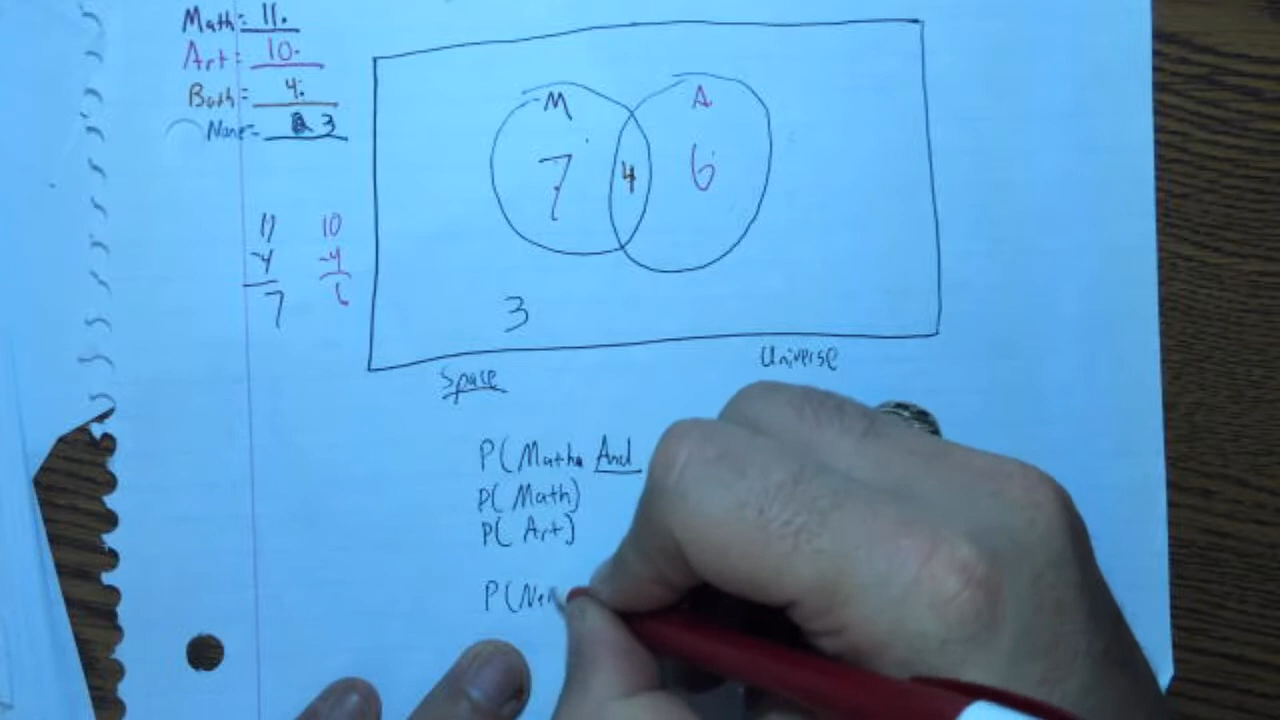 Math= 11.
Art= 10.
Both= 4.
None= 3
M A
7 4 6
11 10
-4 -4
7 6
3
Space Universe
P(Math And
P( Math)
P( Art)
P(Nei